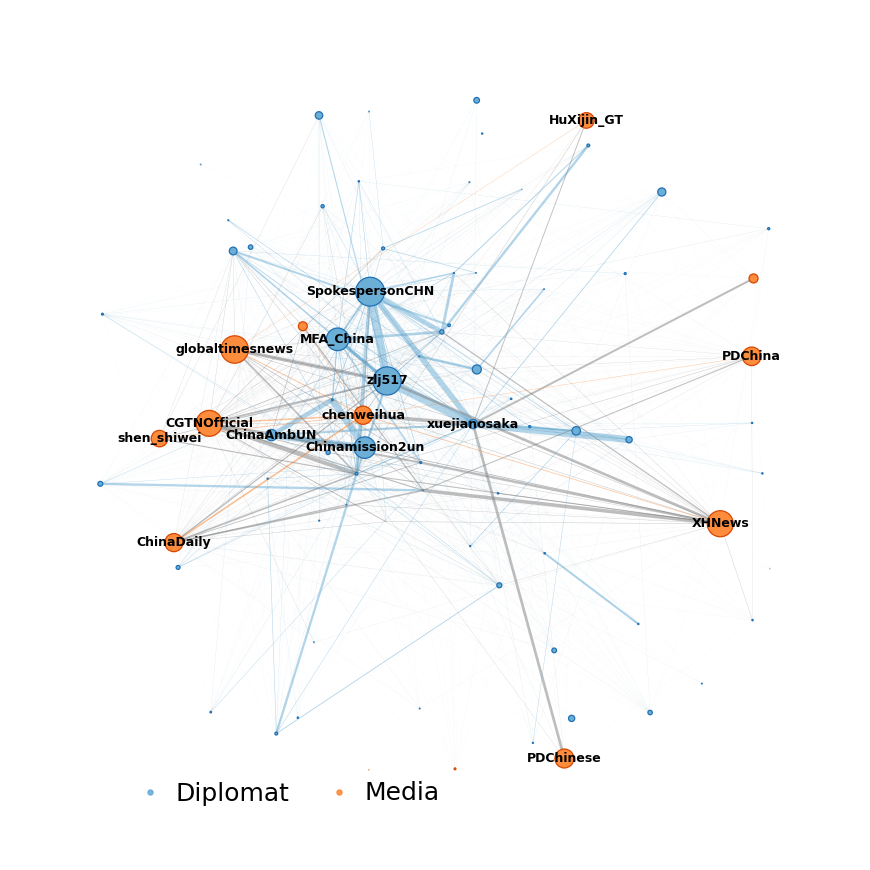 HuXijin_GT
SpokespersonCHN
MFA_China
globaltimesnews
PDChina
zlj517
chenweihua
CGTNOfficial
xuejianosaka
ChinaAmbUN
shen_shiwei
Chinamission2un
XHNews
ChinaDaily
PDChinese
Diplomat
Media